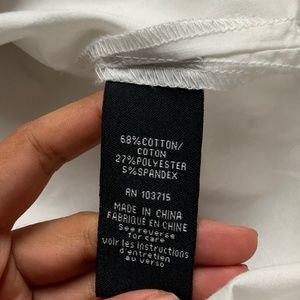 68%COTTON/
COTON
27%POLYESTER
5%SPANDEX
RN 103715
MADE IN CHINA
FABRIQUE EN CHINE
See reverse
for care
voir les instructions
d'entretien
au verso